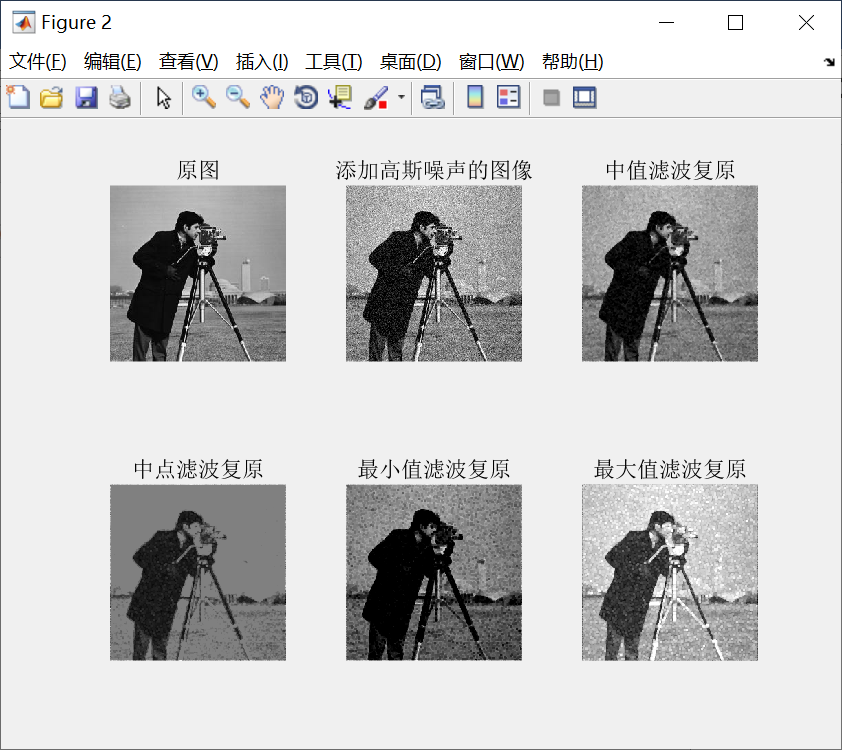 Figure 2
文件(F) 编辑(E) 查看(V) 插入(I) 工具(T) 桌面(D) 窗口(W) 帮助(H)
原图 添加高斯噪声的图像 中值滤波复原
中点滤波复原 最小值滤波复原 最大值滤波复原